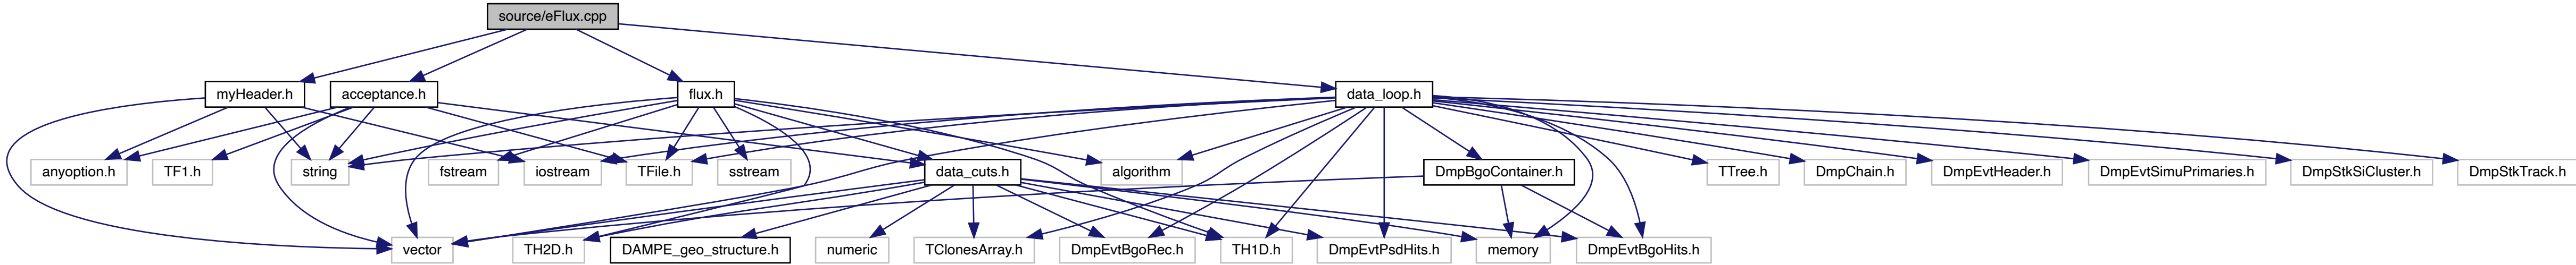 source/eFlux.cpp
myHeader.h
acceptance.h
flux.h
data_loop.h
anyoption.h
TF1.h
string
fstream
iostream
TFile.h
sstream
data_cuts.h
algorithm
DmpBgoContainer.h
TTree.h
DmpChain.h
DmpEvtHeader.h
DmpEvtSimuPrimaries.h
DmpStkSiCluster.h
DmpStkTrack.h
vector
TH2D.h
DAMPE_geo_structure.h
numeric
TClonesArray.h
DmpEvtBgoRec.h
TH1D.h
DmpEvtPsdHits.h
memory
DmpEvtBgoHits.h